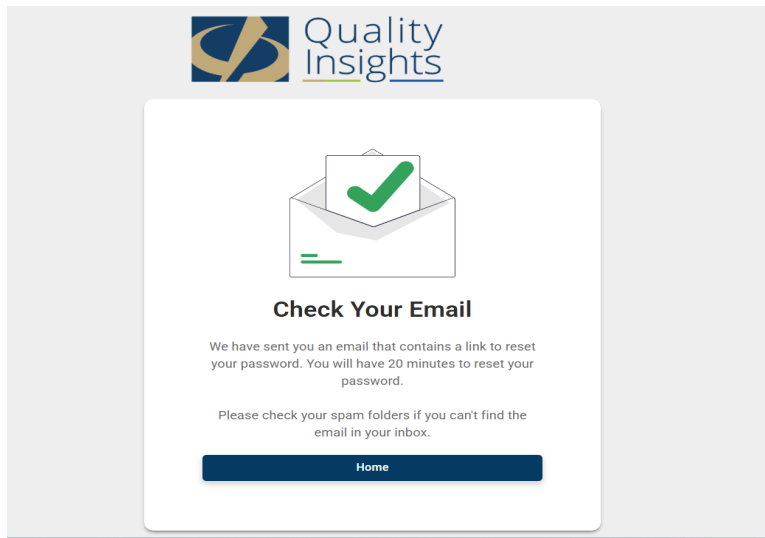 Quality
Insights
Check Your Email
We have sent you an email that contains a link to reset
your password. You will have 20 minutes to reset your
password.
Please check your spam folders if you can't find the
email in your inbox.
Home